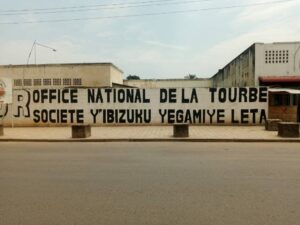 OFFICE NATIONAL DE LA TOURBE
SOCIETE Y'IBIZUKU YEGAMIYE LETA